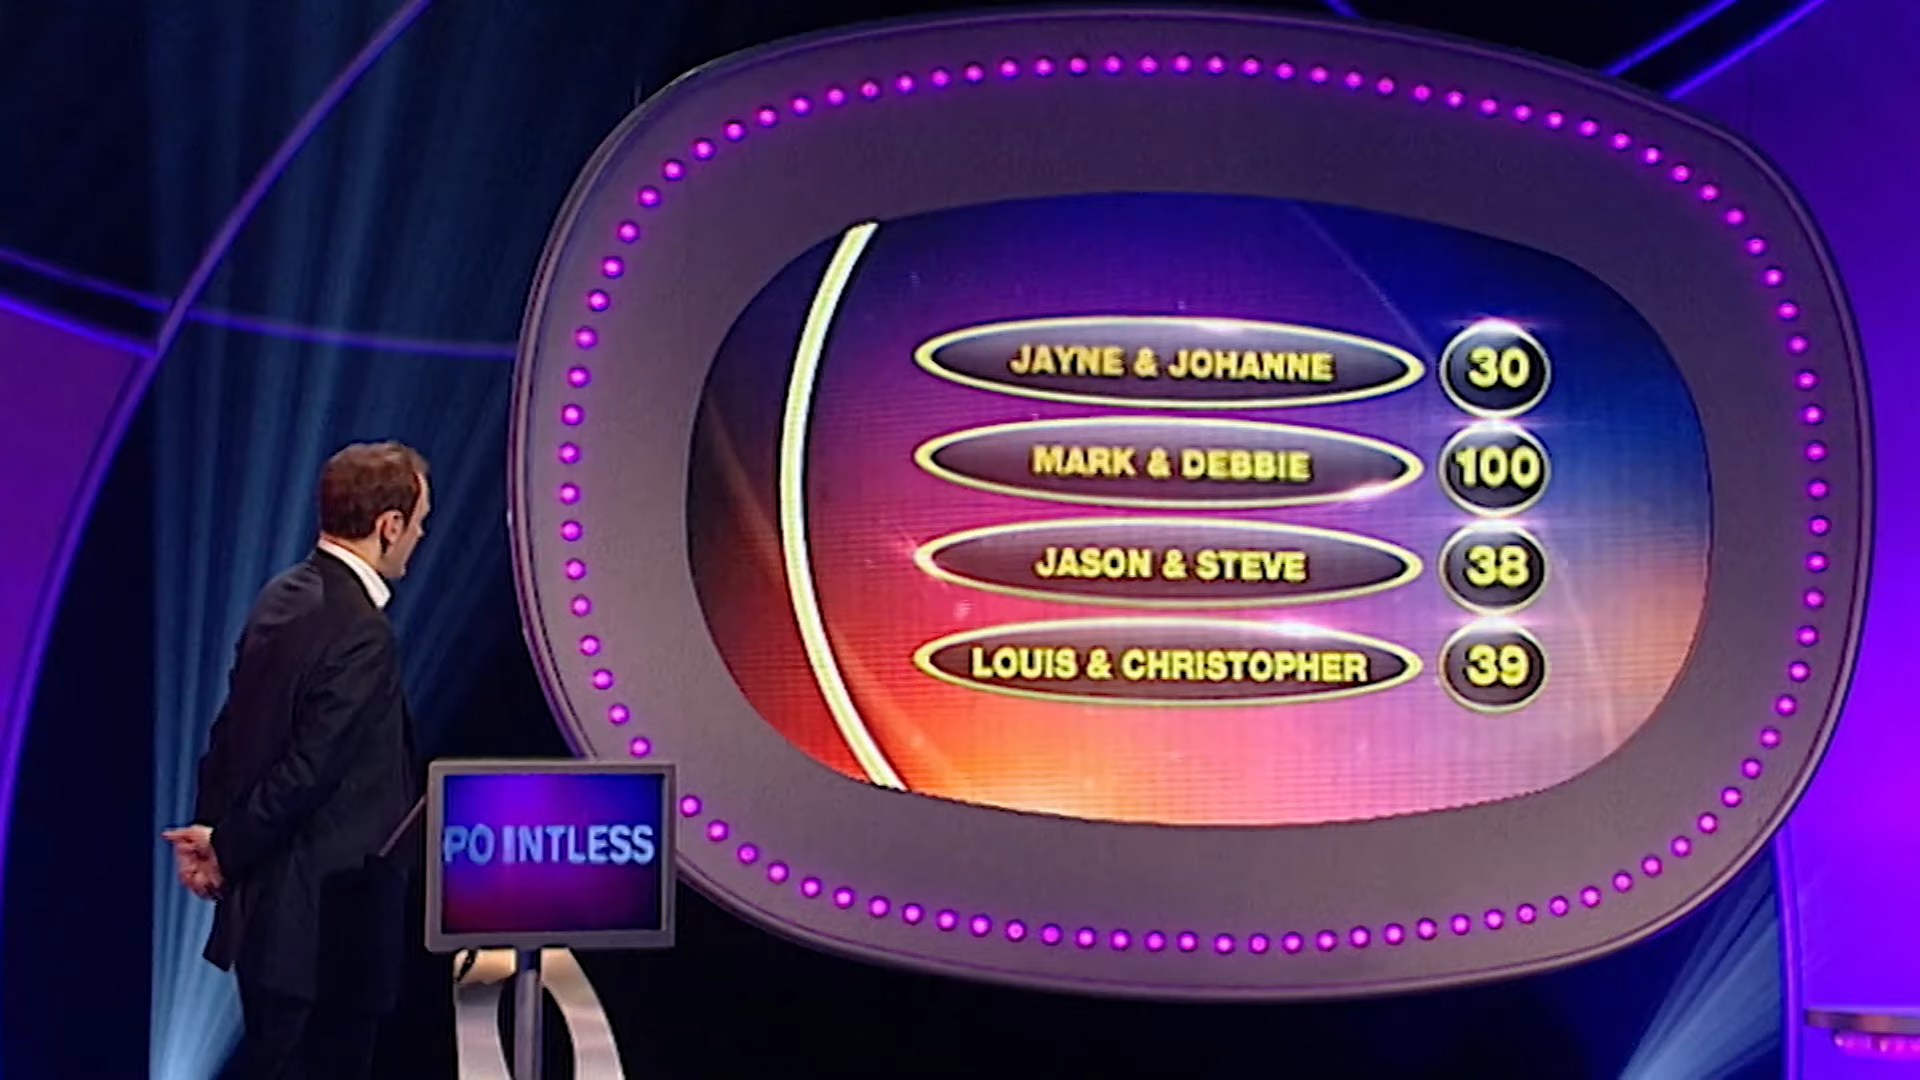 JAYNE & JOHANNE 30
MARK & DEBBIE 100
JASON & STEVE 38
LOUIS & CHRISTOPHER 39
POINTLESS